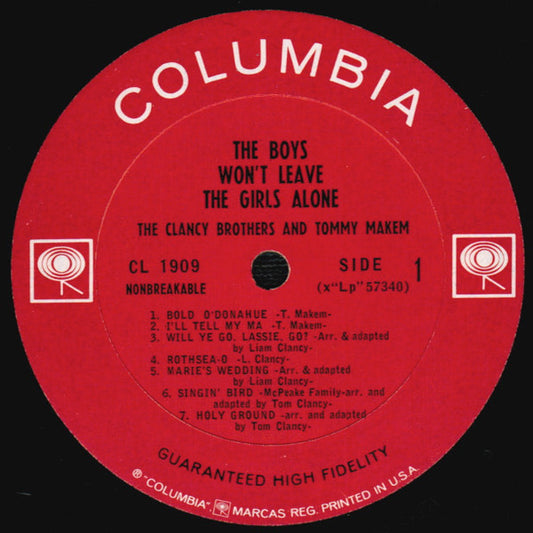 COLUMBIA
THE BOYS
WON'T LEAVE
THE GIRLS ALONE
THE CLANCY BROTHERS AND TOMMY MAKEM
CL 1909
NONBREAKABLE
SIDE 1
(x"Lp"57340)
1. BOLD O'DONAHUE -T. Makem-
2. I'LL TELL MY MA -T. Makem-
3. WILL YE GO, LASSIE, GO? -Arr. & adapted
by Liam Clancy-
4. ROTHSEA-O -L. Clancy-
5. MARIE'S WEDDING -Arr. & adapted
by Liam Clancy-
6. SINGIN' BIRD -McPeake Family-arr. and
adapted by Tom Clancy-
7. HOLY GROUND -arr. and adapted
by Tom Clancy-
GUARANTEED HIGH FIDELITY
® "COLUMBIA", MARCAS REG. PRINTED IN U.S.A.